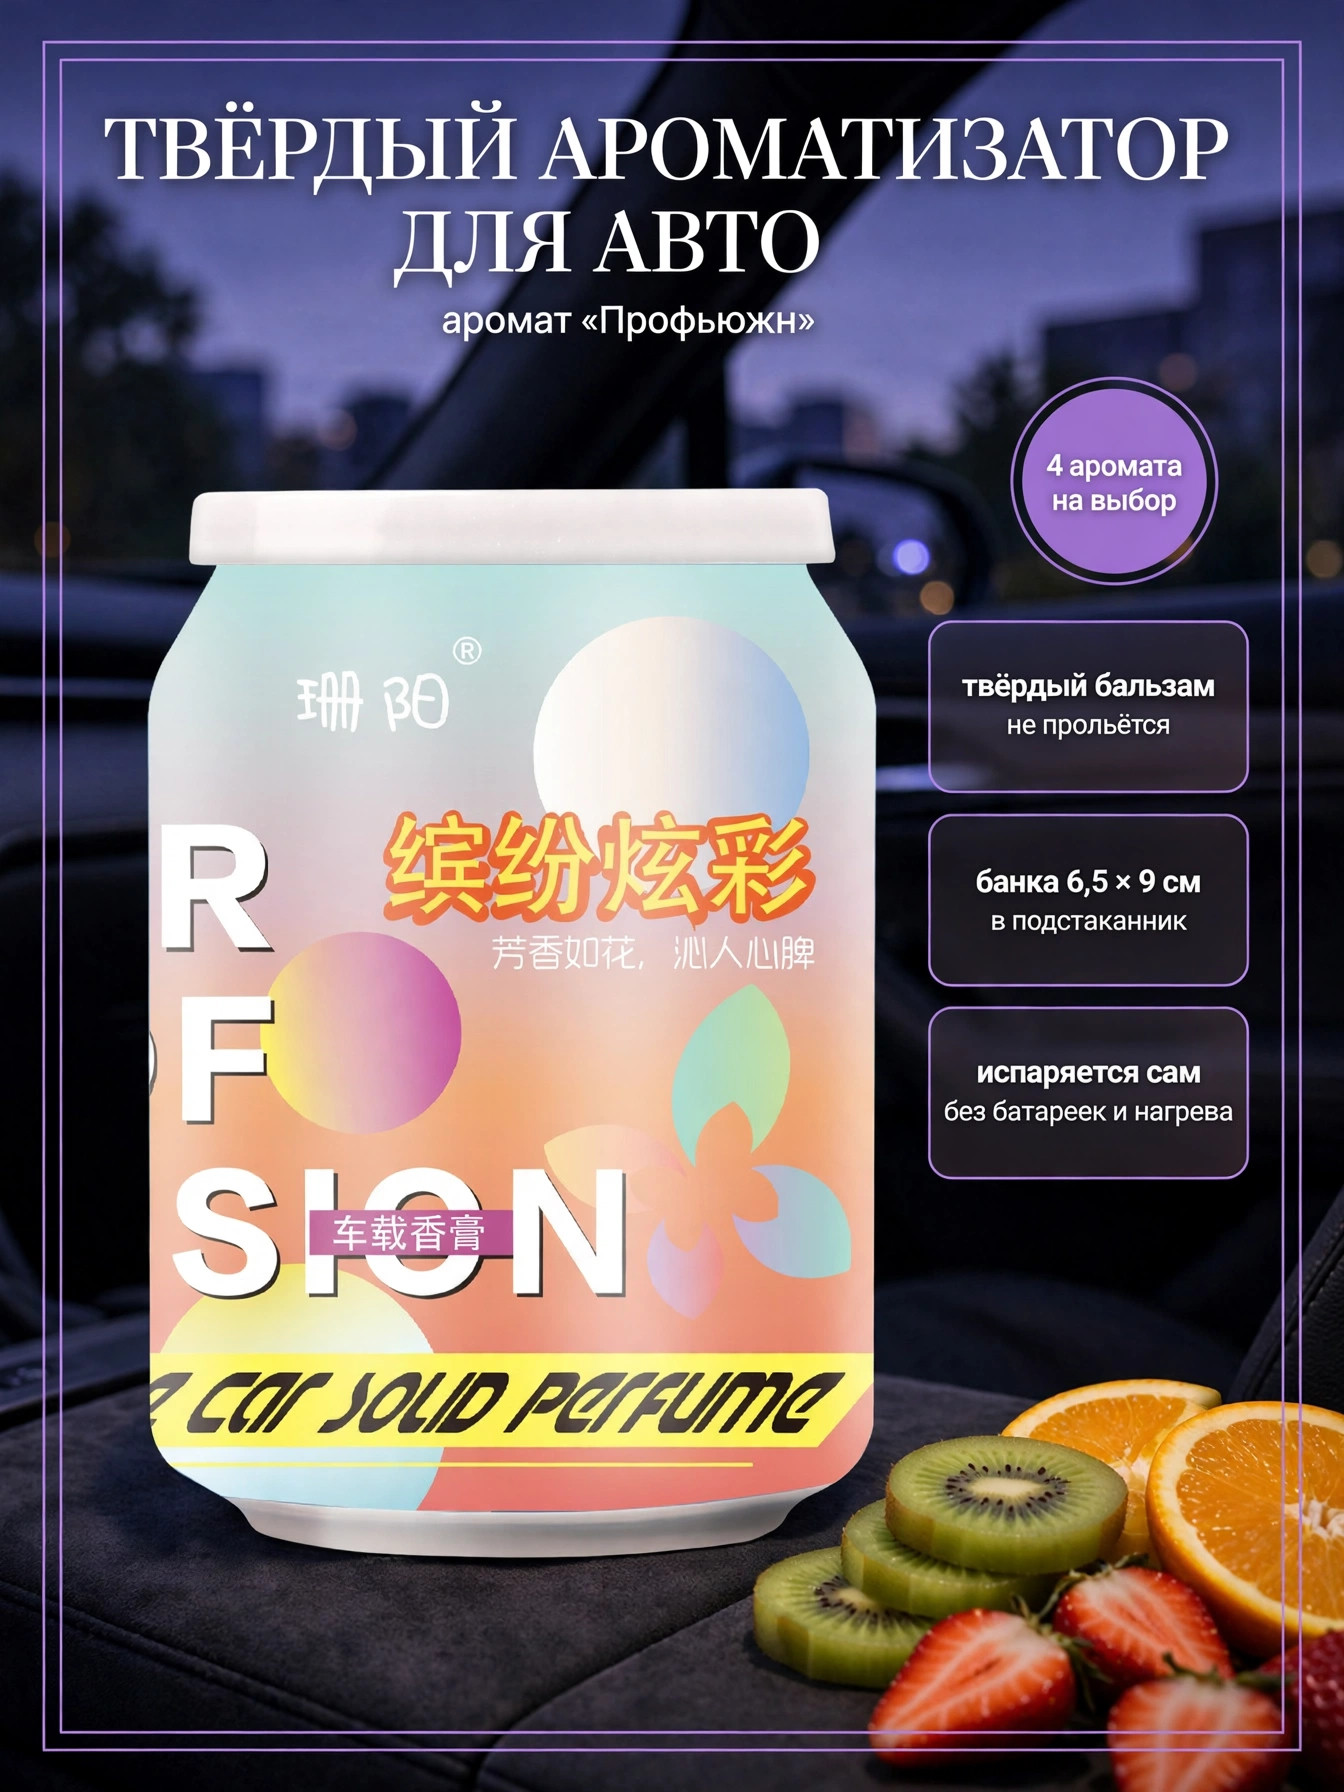 ТВЁРДЫЙ АРОМАТИЗАТОР
ДЛЯ АВТО
аромат «Профьюжн»
4 аромата
на выбор
твёрдый бальзам
не прольётся
банка 6,5 × 9 см
в подстаканник
испаряется сам
без батареек и нагрева
珊阳®
R
缤纷炫彩
芳香如花，沁人心脾
F
SION
车载香膏
CAR SOLID PERFUME